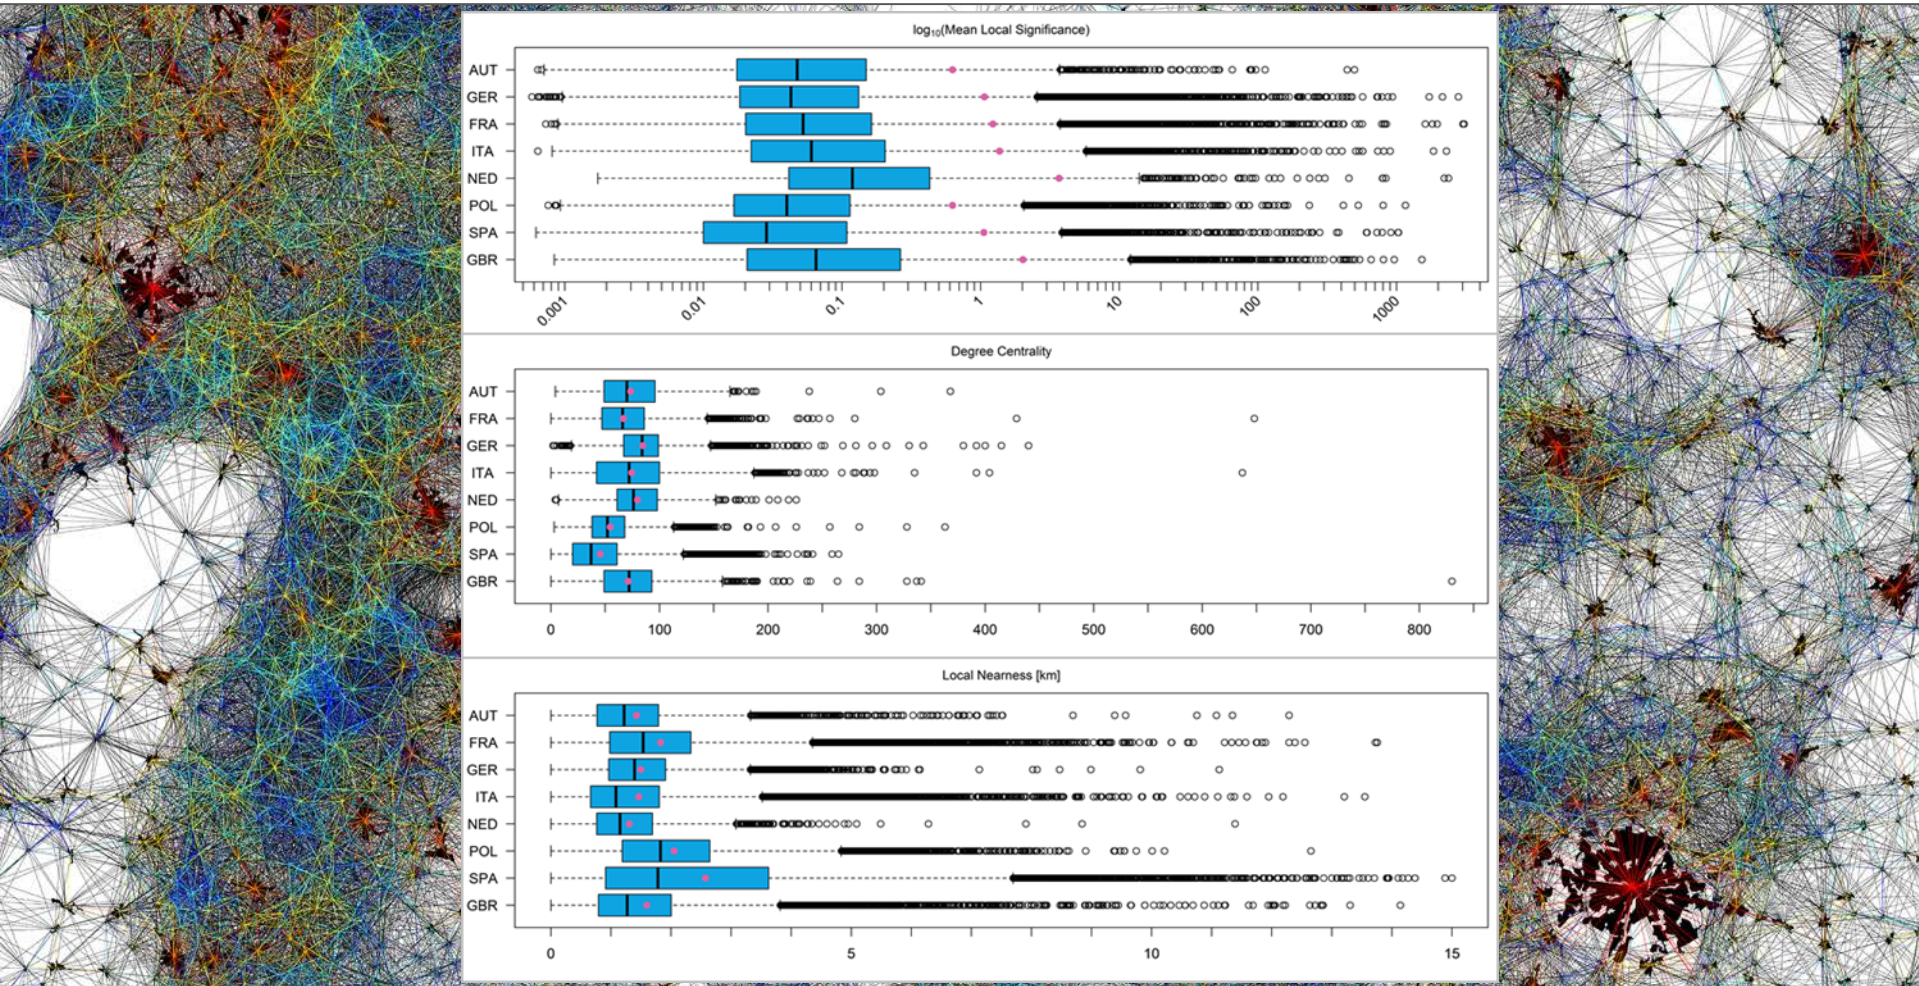 log₁₀(Mean Local Significance)
AUT
GER
FRA
ITA
NED
POL
SPA
GBR
0.001 0.01 0.1 1 10 100 1000
Degree Centrality
AUT
FRA
GER
ITA
NED
POL
SPA
GBR
0 100 200 300 400 500 600 700 800
Local Nearness [km]
AUT
FRA
GER
ITA
NED
POL
SPA
GBR
0 5 10 15